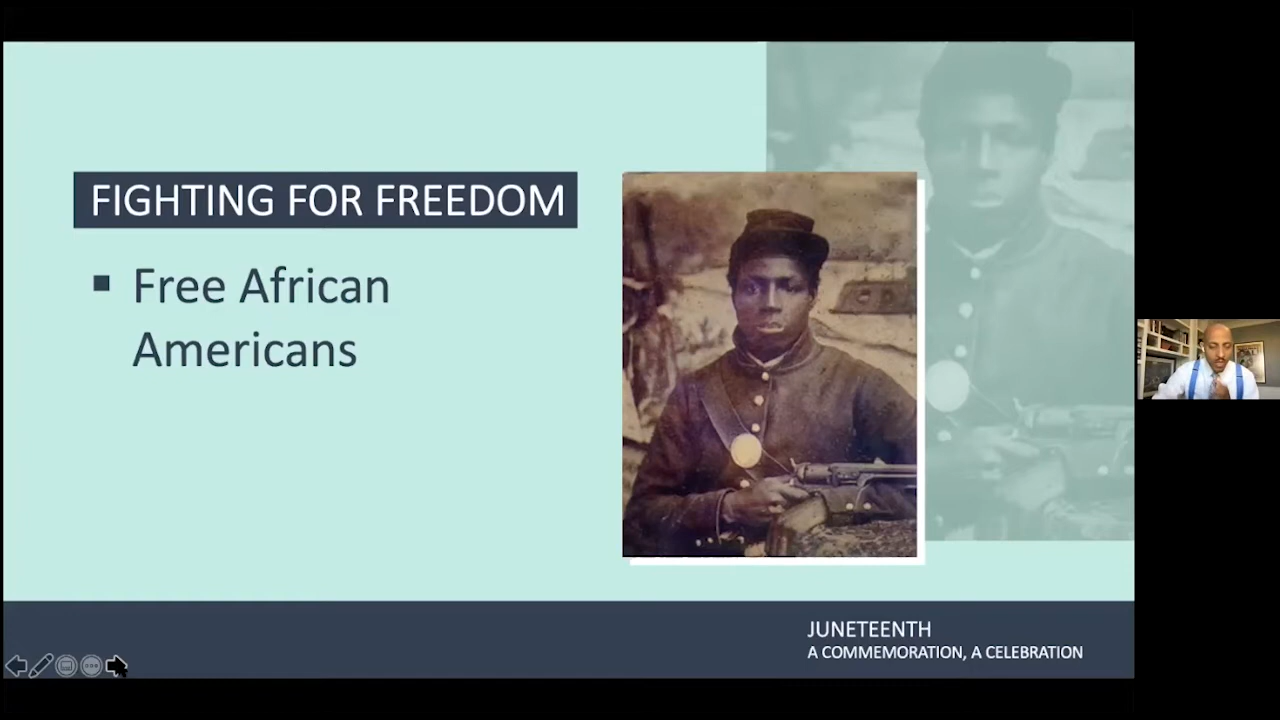 FIGHTING FOR FREEDOM
Free African
Americans
JUNETEENTH
A COMMEMORATION, A CELEBRATION